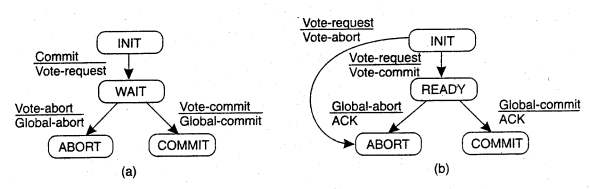 INIT
Commit
Vote-request
WAIT
Vote-abort
Global-abort
Vote-commit
Global-commit
ABORT
COMMIT
(a)
Vote-request
Vote-abort
INIT
Vote-request
Vote-commit
READY
Global-abort
ACK
Global-commit
ACK
ABORT
COMMIT
(b)